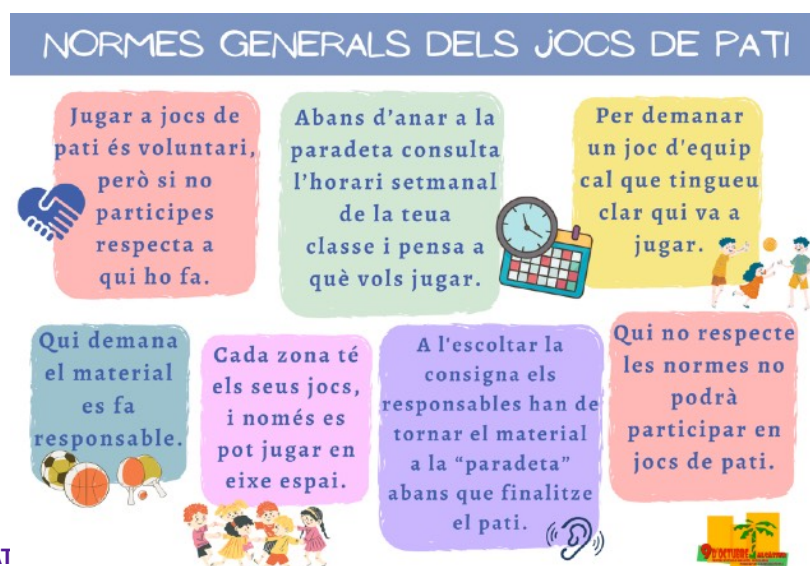 NORMES GENERALS DELS JOCS DE PATI
Jugar a jocs de
pati és voluntari,
però si no
participes
respecta a
qui ho fa.
Abans d'anar a la
paradeta consulta
l'horari setmanal
de la teua
classe i pensa a
què vols jugar.
Per demanar
un joc d'equip
cal que tingueu
clar qui va a
jugar.
Qui demana
el material
es fa
responsable.
Cada zona té
els seus jocs,
i només es
pot jugar en
eixe espai.
A l'escoltar la
consigna els
responsables han de
tornar el material
a la “paradeta”
abans que finalitze
el pati.
Qui no respecte
les normes no
podrà
participar en
jocs de pati.
9 D'OCTUBRE